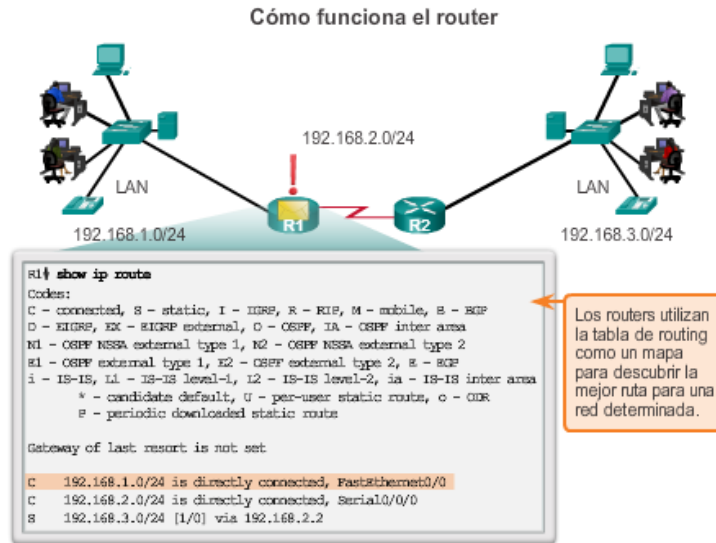 Cómo funciona el router
192.168.2.0/24
LAN
LAN
R1
R2
192.168.1.0/24
192.168.3.0/24
R1# show ip route
Codes:
C - connected, S - static, I - IGRP, R - RIP, M - mobile, B - BGP
D - EIGRP, EX - EIGRP external, O - OSPF, IA - OSPF inter area
N1 - OSPF NSSA external type 1, N2 - OSPF NSSA external type 2
E1 - OSPF external type 1, E2 - OSPF external type 2, E - EGP
i - IS-IS, L1 - IS-IS level-1, L2 - IS-IS level-2, ia - IS-IS inter area
* - candidate default, U - per-user static route, o - ODR
P - periodic downloaded static route
Gateway of last resort is not set
C 192.168.1.0/24 is directly connected, FastEthernet0/0
C 192.168.2.0/24 is directly connected, Serial0/0/0
S 192.168.3.0/24 [1/0] via 192.168.2.2
Los routers utilizan
la tabla de routing
como un mapa
para descubrir la
mejor ruta para una
red determinada.